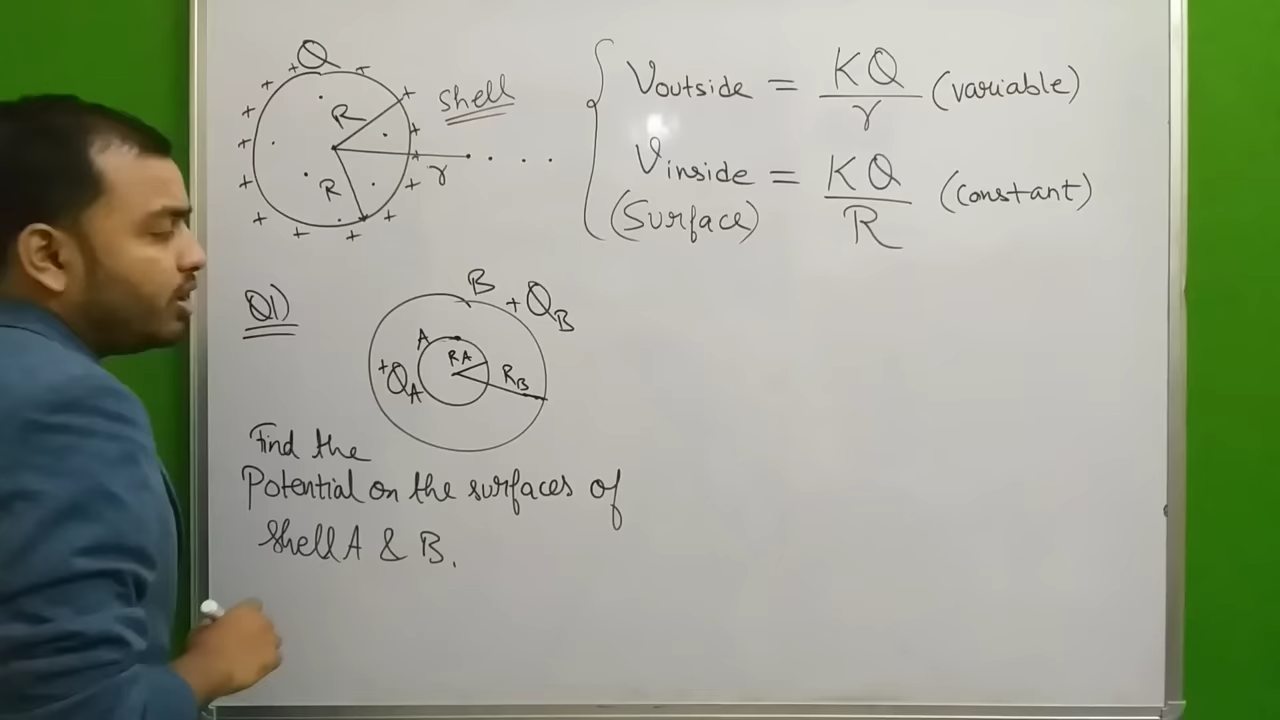 Q
R
R
r
Shell
Voutside = KQ/r (variable)
Vinside = KQ/R (constant)
(Surface)
Q1)
B +QB
A
RA
RB
+QA
Find the
Potential on the surfaces of
Shell A & B.